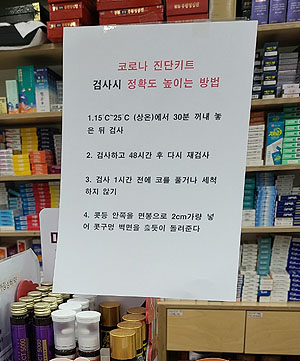 코로나 진단키트
검사시 정확도 높이는 방법
1.15˚C~25˚C (상온)에서 30분 꺼내 놓
은 뒤 검사
2. 검사하고 48시간 후 다시 재검사
3. 검사 1시간 전에 코를 풀거나 세척
하지 않기
4. 콧등 안쪽을 면봉으로 2cm가량 넣
어 콧구멍 벽면을 훑듯이 돌려준다